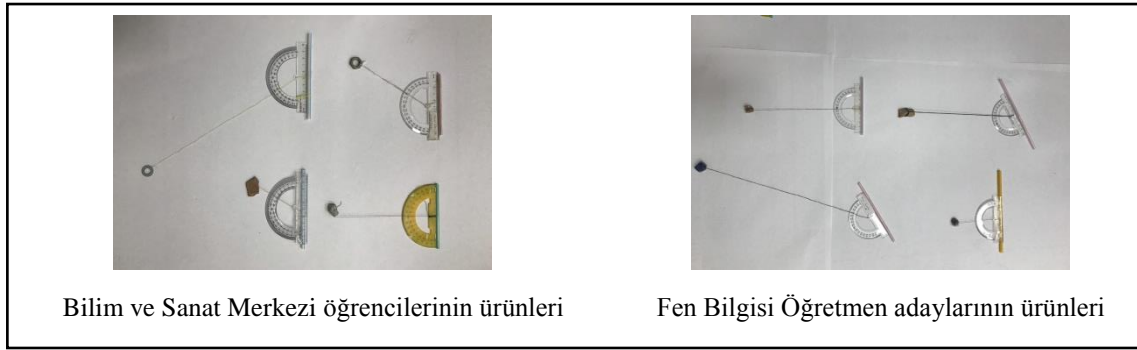 Bilim ve Sanat Merkezi öğrencilerinin ürünleri
Fen Bilgisi Öğretmen adaylarının ürünleri